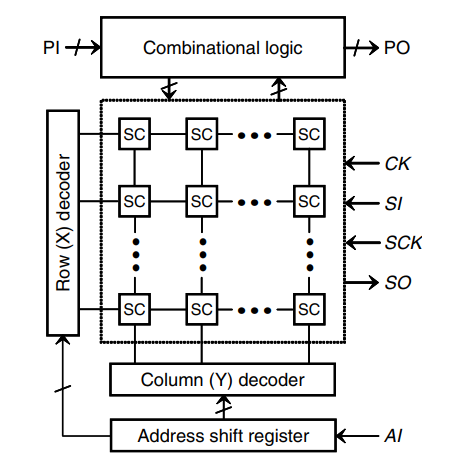 PI
Combinational logic
PO
Row (X) decoder
SC SC SC
SC SC SC
SC SC SC
CK
SI
SCK
SO
Column (Y) decoder
Address shift register
AI